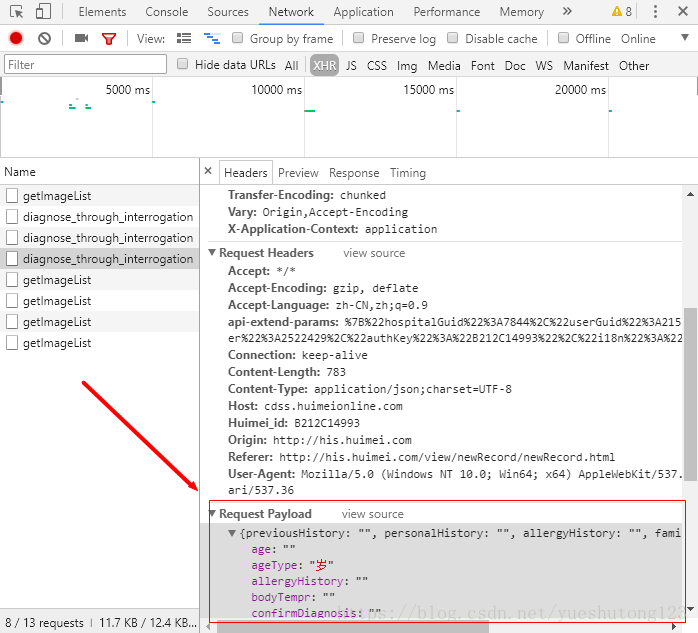 Elements Console Sources Network Application Performance Memory » 8
View: Group by frame Preserve log Disable cache Offline Online
Filter Hide data URLs All XHR JS CSS Img Media Font Doc WS Manifest Other
5000 ms 10000 ms 15000 ms 20000 ms
Name
getImageList
diagnose_through_interrogation
diagnose_through_interrogation
diagnose_through_interrogation
getImageList
getImageList
getImageList
getImageList
8 / 13 requests | 11.7 KB / 12.4 KB...
× Headers Preview Response Timing
Transfer-Encoding: chunked
Vary: Origin,Accept-Encoding
X-Application-Context: application
Request Headers view source
Accept: */*
Accept-Encoding: gzip, deflate
Accept-Language: zh-CN,zh;q=0.9
api-extend-params: %7B%22hospitalGuid%22%3A7844%2C%22userGuid%22%3A215
er%22%3A2522429%2C%22authKey%22%3A%22B212C14993%22%2C%22i18n%22%3A%22
Connection: keep-alive
Content-Length: 783
Content-Type: application/json;charset=UTF-8
Host: cdss.huimeionline.com
Huimei_id: B212C14993
Origin: http://his.huimei.com
Referer: http://his.huimei.com/view/newRecord/newRecord.html
User-Agent: Mozilla/5.0 (Windows NT 10.0; Win64; x64) AppleWebKit/537.
ari/537.36
Request Payload view source
{previousHistory: "", personalHistory: "", allergyHistory: "", fami
age: ""
ageType: "岁"
allergyHistory: ""
bodyTempr: ""
confirmDiagnosis: ""
https://blog.csdn.net/yueshutong123